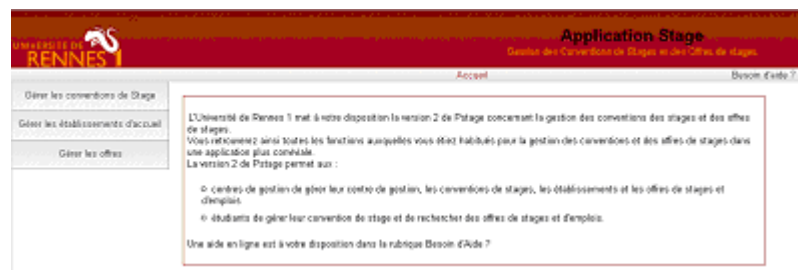 UNIVERSITE DE
RENNES 1
Application Stage
Gestion des Conventions de Stages et des Offres de stages.
Accueil
Besoin d'aide ?
Gérer les conventions de Stage
Gérer les établissements d'accueil
Gérer les offres
L'Université de Rennes 1 met à votre disposition la version 2 de Pstage concernant la gestion des conventions des stages et des offres
de stages.
Vous retrouverez ainsi toutes les fonctions auxquelles vous étiez habitués pour la gestion des conventions et des offres de stages dans
une application plus conviviale.
La version 2 de Pstage permet aux :
centres de gestion de gérer leur centre de gestion, les conventions de stages, les établissements et les offres de stages et
d'emplois.
étudiants de gérer leur convention de stage et de rechercher des offres de stages et d'emplois.
Une aide en ligne est à votre disposition dans la rubrique Besoin d'Aide ?